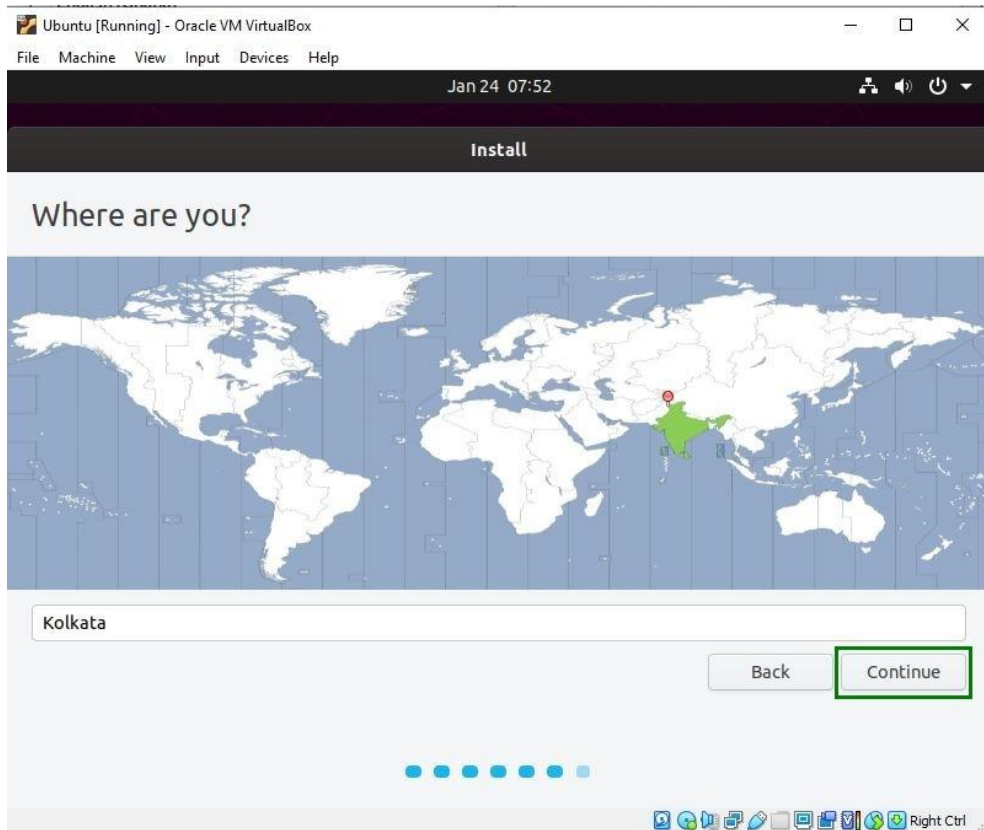 Ubuntu [Running] - Oracle VM VirtualBox
File Machine View Input Devices Help
Jan 24 07:52
Install
Where are you?
Kolkata
Back Continue
Right Ctrl